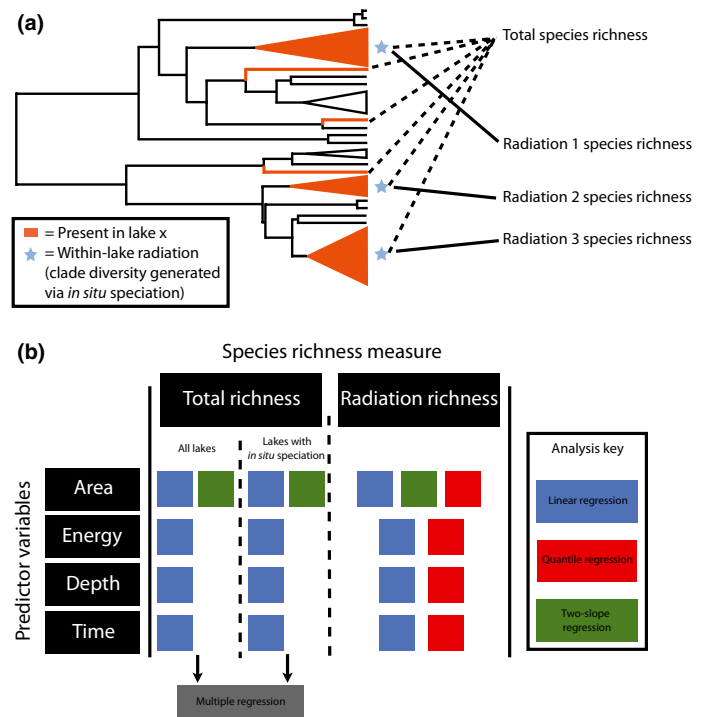 (a)
Total species richness
Radiation 1 species richness
Radiation 2 species richness
Radiation 3 species richness
= Present in lake x
= Within-lake radiation
(clade diversity generated
via in situ speciation)
(b)
Species richness measure
Total richness
Radiation richness
All lakes
Lakes with
in situ speciation
Predictor variables
Area
Energy
Depth
Time
Multiple regression
Analysis key
Linear regression
Quantile regression
Two-slope
regression